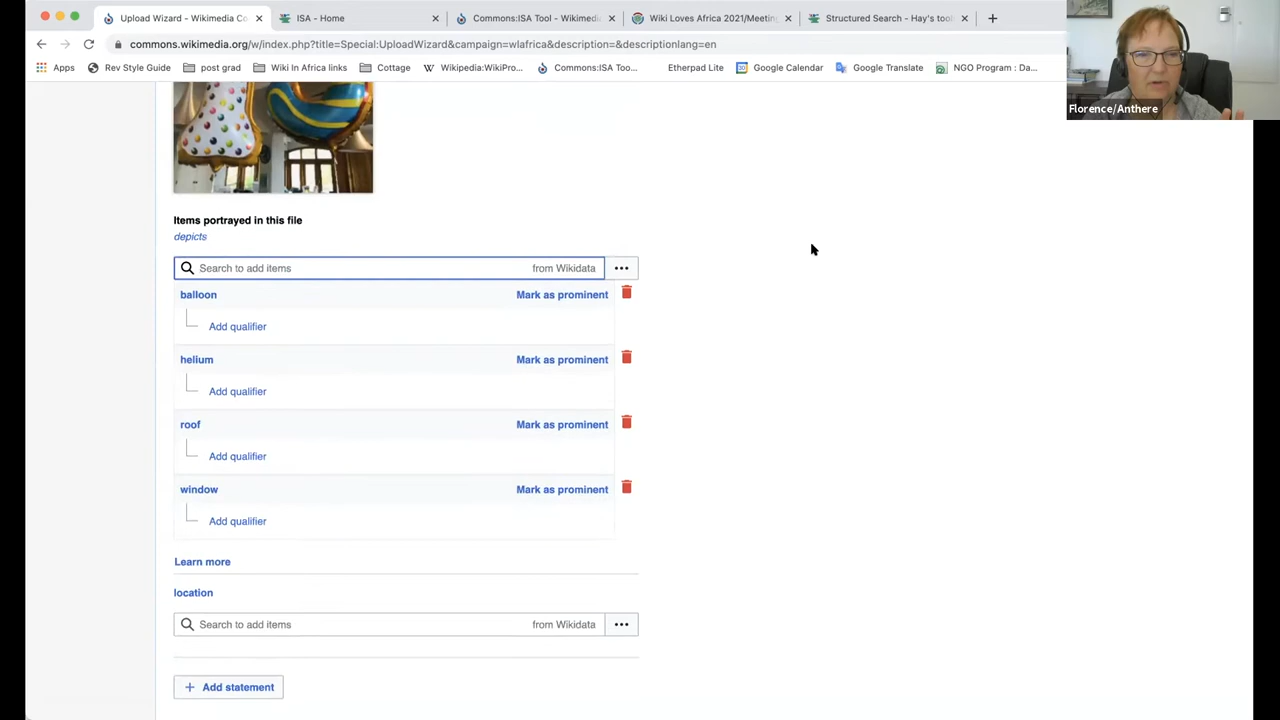 Upload Wizard - Wikimedia Co
ISA - Home
Commons:ISA Tool - Wikimedia
Wiki Loves Africa 2021/Meetin
Structured Search - Hay's tool
commons.wikimedia.org/w/index.php?title=Special:UploadWizard&campaign=wlafrica&description=&descriptionlang=en
Apps
Rev Style Guide
post grad
Wiki In Africa links
Cottage
Wikipedia:WikiPro...
Commons:ISA Too...
Etherpad Lite
Google Calendar
Google Translate
NGO Program : Da...
Florence/Anthere
Items portrayed in this file
depicts
Search to add items from Wikidata •••
balloon Mark as prominent
Add qualifier
helium Mark as prominent
Add qualifier
roof Mark as prominent
Add qualifier
window Mark as prominent
Add qualifier
Learn more
location
Search to add items from Wikidata •••
+ Add statement